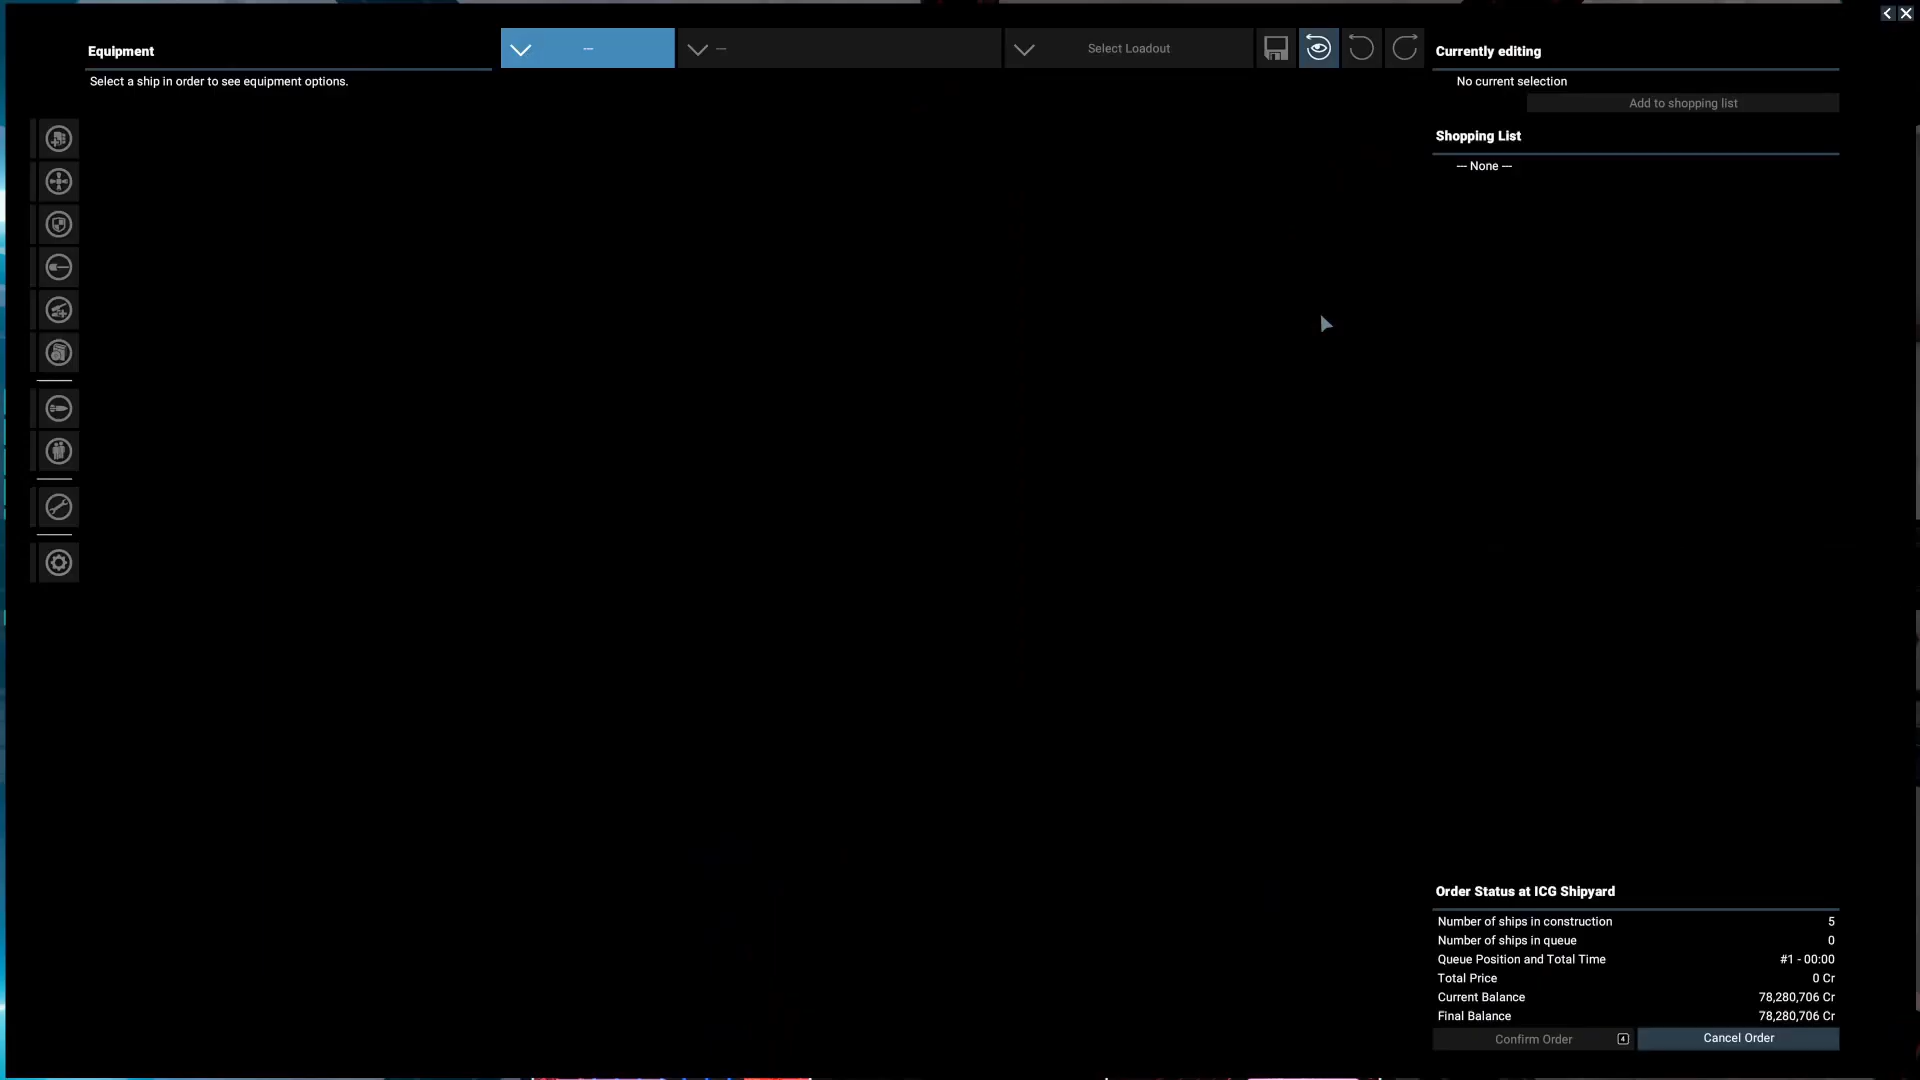 Equipment
Select a ship in order to see equipment options.
—
—
Select Loadout
Currently editing
No current selection
Add to shopping list
Shopping List
— None —
Order Status at ICG Shipyard
Number of ships in construction 5
Number of ships in queue 0
Queue Position and Total Time #1 - 00:00
Total Price 0 Cr
Current Balance 78,280,706 Cr
Final Balance 78,280,706 Cr
Confirm Order 4
Cancel Order